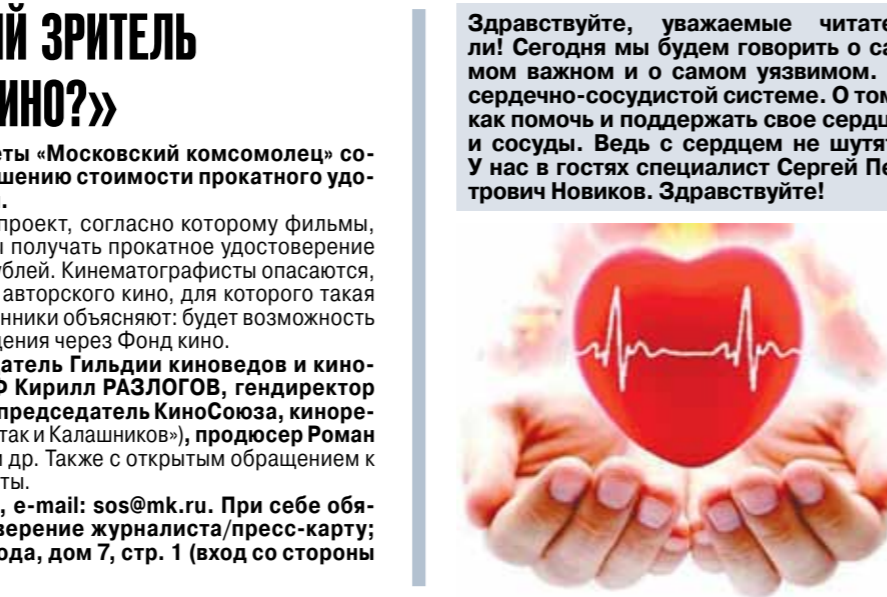 ИЙ ЗРИТЕЛЬ
ИНО?»
еты «Московский комсомолец» со-
шению стоимости прокатного удо-
.
проект, согласно которому фильмы,
ы получать прокатное удостоверение
ублей. Кинематографисты опасаются,
авторского кино, для которого такая
нники объясняют: будет возможность
дения через Фонд кино.
атель Гильдии киноведов и кино-
Ф Кирилл РАЗЛОГОВ, гендиректор
председатель КиноСоюза, кинорe-
так и Калашников»), продюсер Роман
и др. Также с открытым обращением к
ты.
, e-mail: sos@mk.ru. При себе обя-
верение журналиста/пресс-карту;
ода, дом 7, стр. 1 (вход со стороны
Здравствуйте, уважаемые читате
ли! Сегодня мы будем говорить о са
мом важном и о самом уязвимом.
сердечно-сосудистой системе. О том
как помочь и поддержать свое сердц
и сосуды. Ведь с сердцем не шутят
У нас в гостях специалист Сергей Пе
трович Новиков. Здравствуйте!